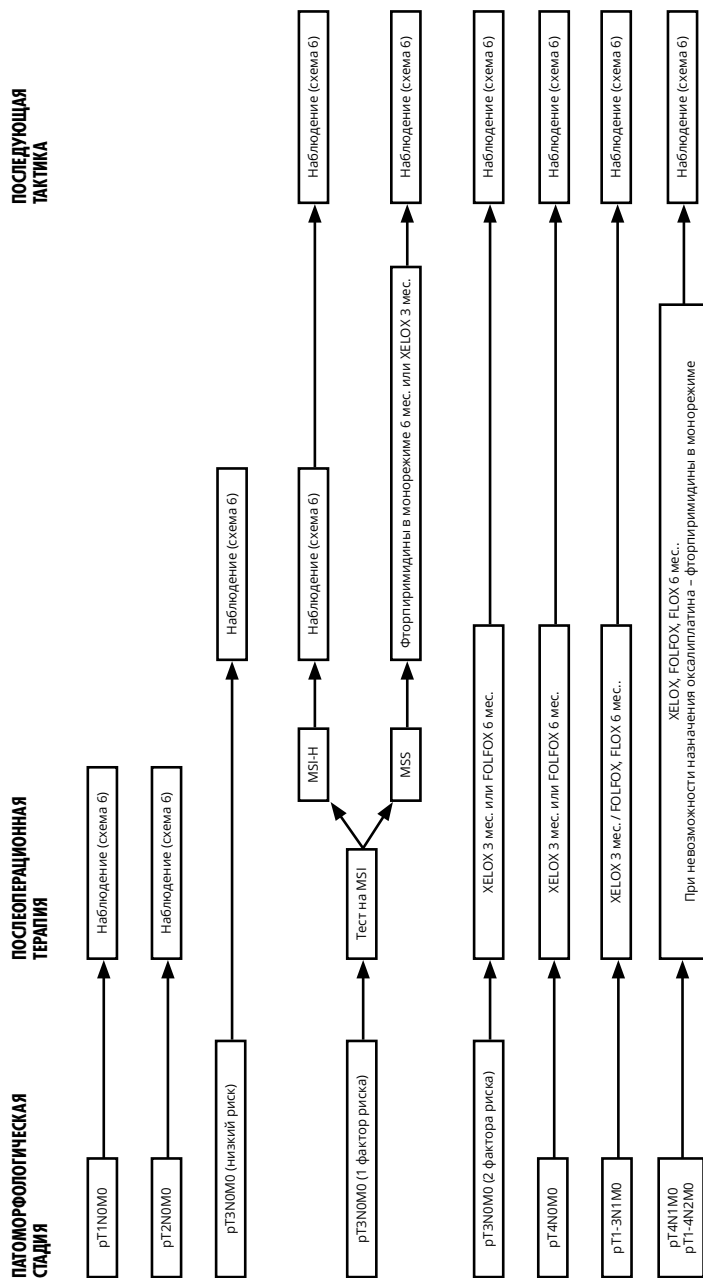 ПАТОМОРФОЛОГИЧЕСКАЯ
СТАДИЯ
ПОСЛЕОПЕРАЦИОННАЯ
ТЕРАПИЯ
ПОСЛЕДУЮЩАЯ
ТАКТИКА
pT1N0M0
Наблюдение (схема 6)
pT2N0M0
Наблюдение (схема 6)
pT3N0M0 (низкий риск)
Наблюдение (схема 6)
pT3N0M0 (1 фактор риска)
Тест на MSI
MSI-H
Наблюдение (схема 6)
Наблюдение (схема 6)
MSS
Фторпиримидины в монорежиме 6 мес. или XELOX 3 мес.
Наблюдение (схема 6)
pT3N0M0 (2 фактора риска)
XELOX 3 мес. или FOLFOX 6 мес.
Наблюдение (схема 6)
pT4N0M0
XELOX 3 мес. или FOLFOX 6 мес.
Наблюдение (схема 6)
pT1-3N1M0
XELOX 3 мес. / FOLFOX, FLOX 6 мес..
Наблюдение (схема 6)
pT4N1M0
pT1-4N2M0
XELOX, FOLFOX, FLOX 6 мес..
При невозможности назначения оксалиплатина – фторпиримидины в монорежиме
Наблюдение (схема 6)